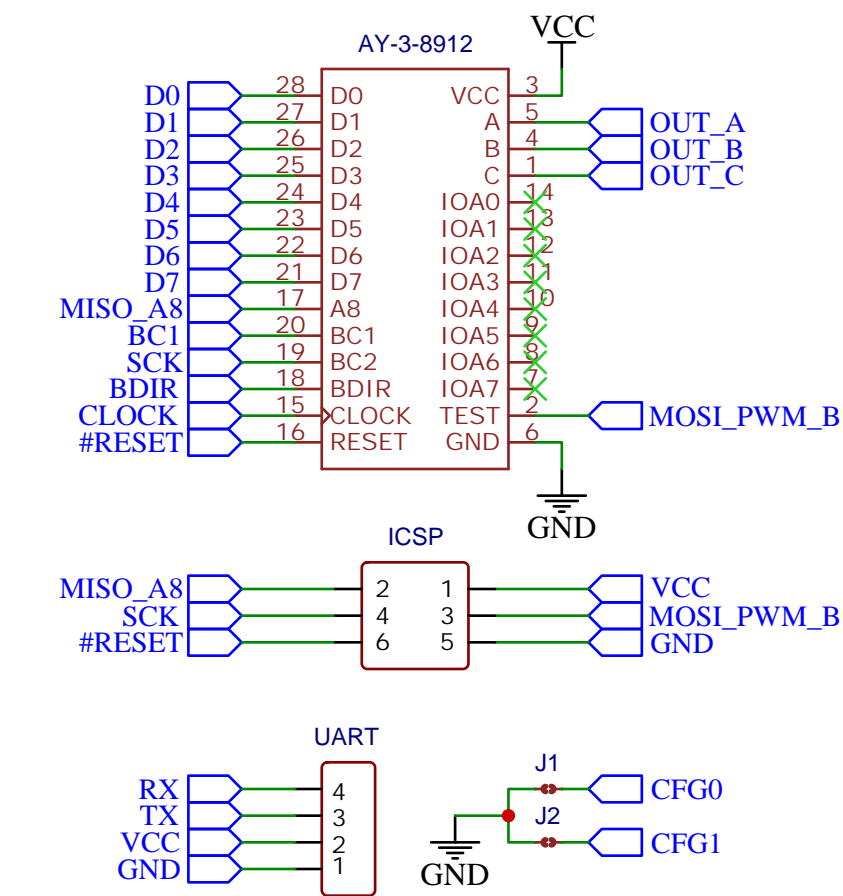 VCC
AY-3-8912
D0 28 D0 VCC 3
D1 27 D1 A 5 OUT_A
D2 26 D2 B 4 OUT_B
D3 25 D3 C 1 OUT_C
D4 24 D4 IOA0 14
D5 23 D5 IOA1 13
D6 22 D6 IOA2 12
D7 21 D7 IOA3 11
MISO_A8 17 A8 IOA4 10
BC1 20 BC1 IOA5 9
SCK 19 BC2 IOA6 8
BDIR 18 BDIR IOA7 7
CLOCK 15 CLOCK TEST 2 MOSI_PWM_B
#RESET 16 RESET GND 6
GND
ICSP
MISO_A8 2 1 VCC
SCK 4 3 MOSI_PWM_B
#RESET 6 5 GND
UART
J1
RX 4 CFG0
TX 3
J2
VCC 2 CFG1
GND 1
GND